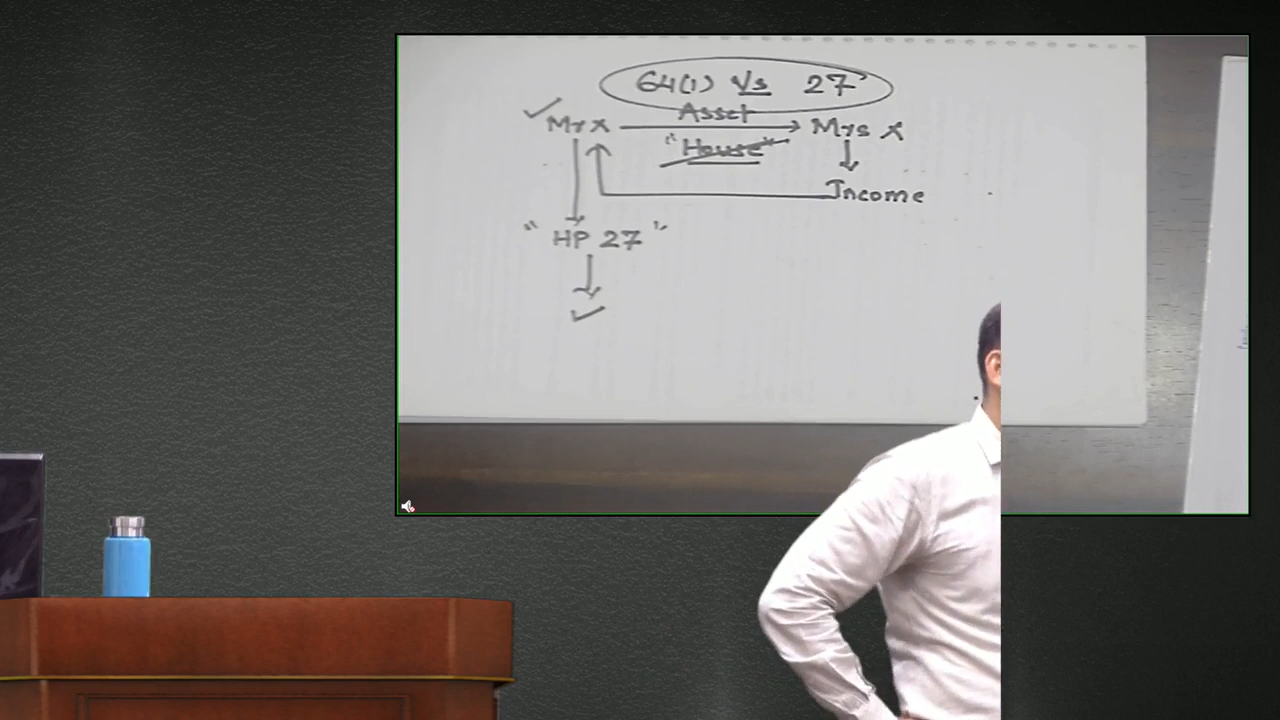 64(1) Vs 27
Asset
Mr X Mrs X
"House"
Income
"HP 27"